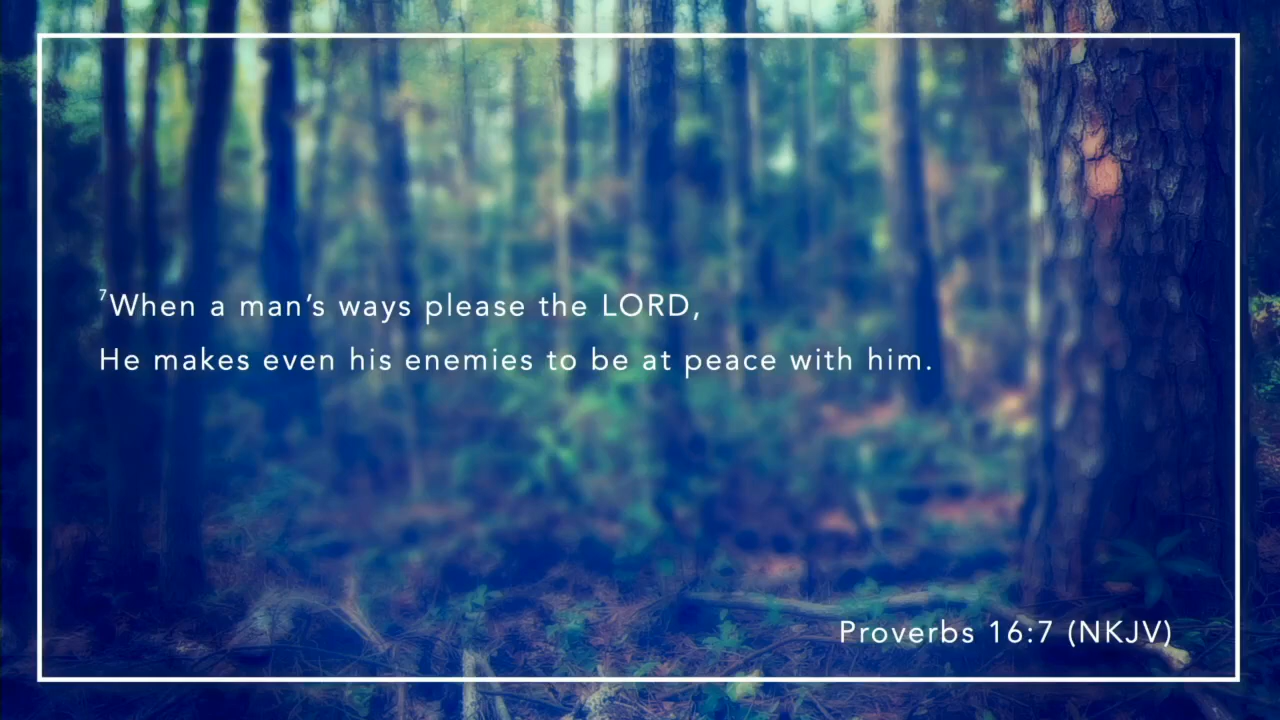 ⁷When a man’s ways please the LORD,
He makes even his enemies to be at peace with him.
Proverbs 16:7 (NKJV)